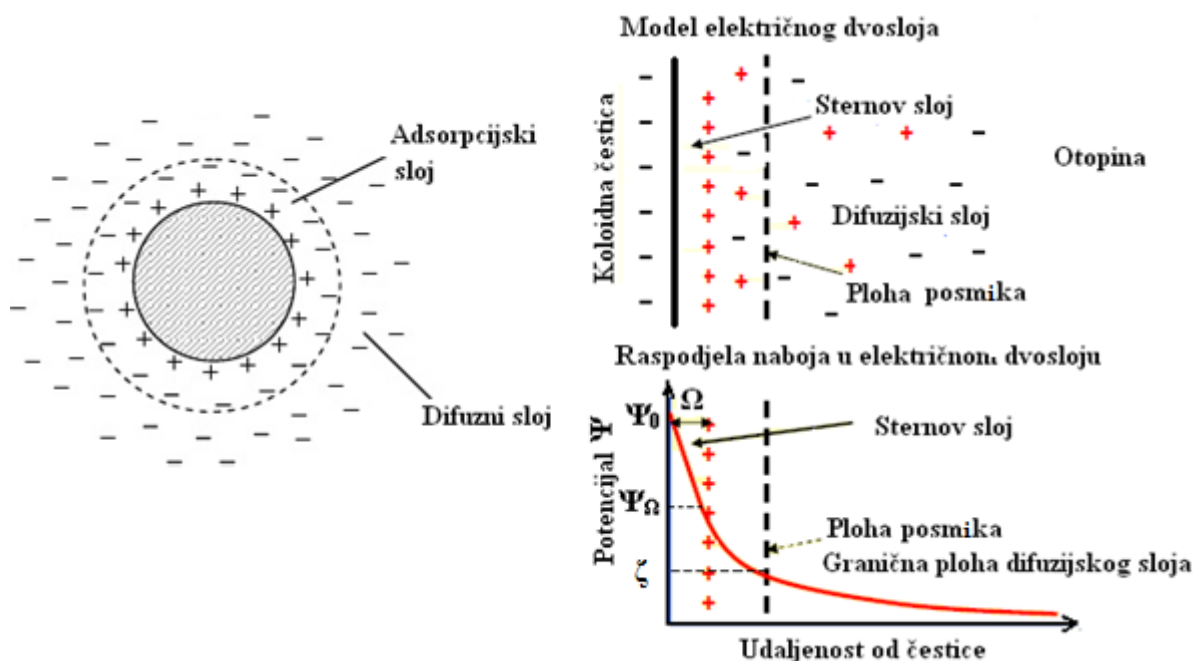 Adsorpcijski
sloj
Difuzni sloj
Model električnog dvosloja
Koloidna čestica
Sternov sloj
Otopina
Difuzijski sloj
Ploha posmika
Raspodjela naboja u električnom dvosloju
Potencijal Ψ
Ψ0
Ω
Sternov sloj
ΨΩ
Ploha posmika
ζ
Granična ploha difuzijskog sloja
Udaljenost od čestice